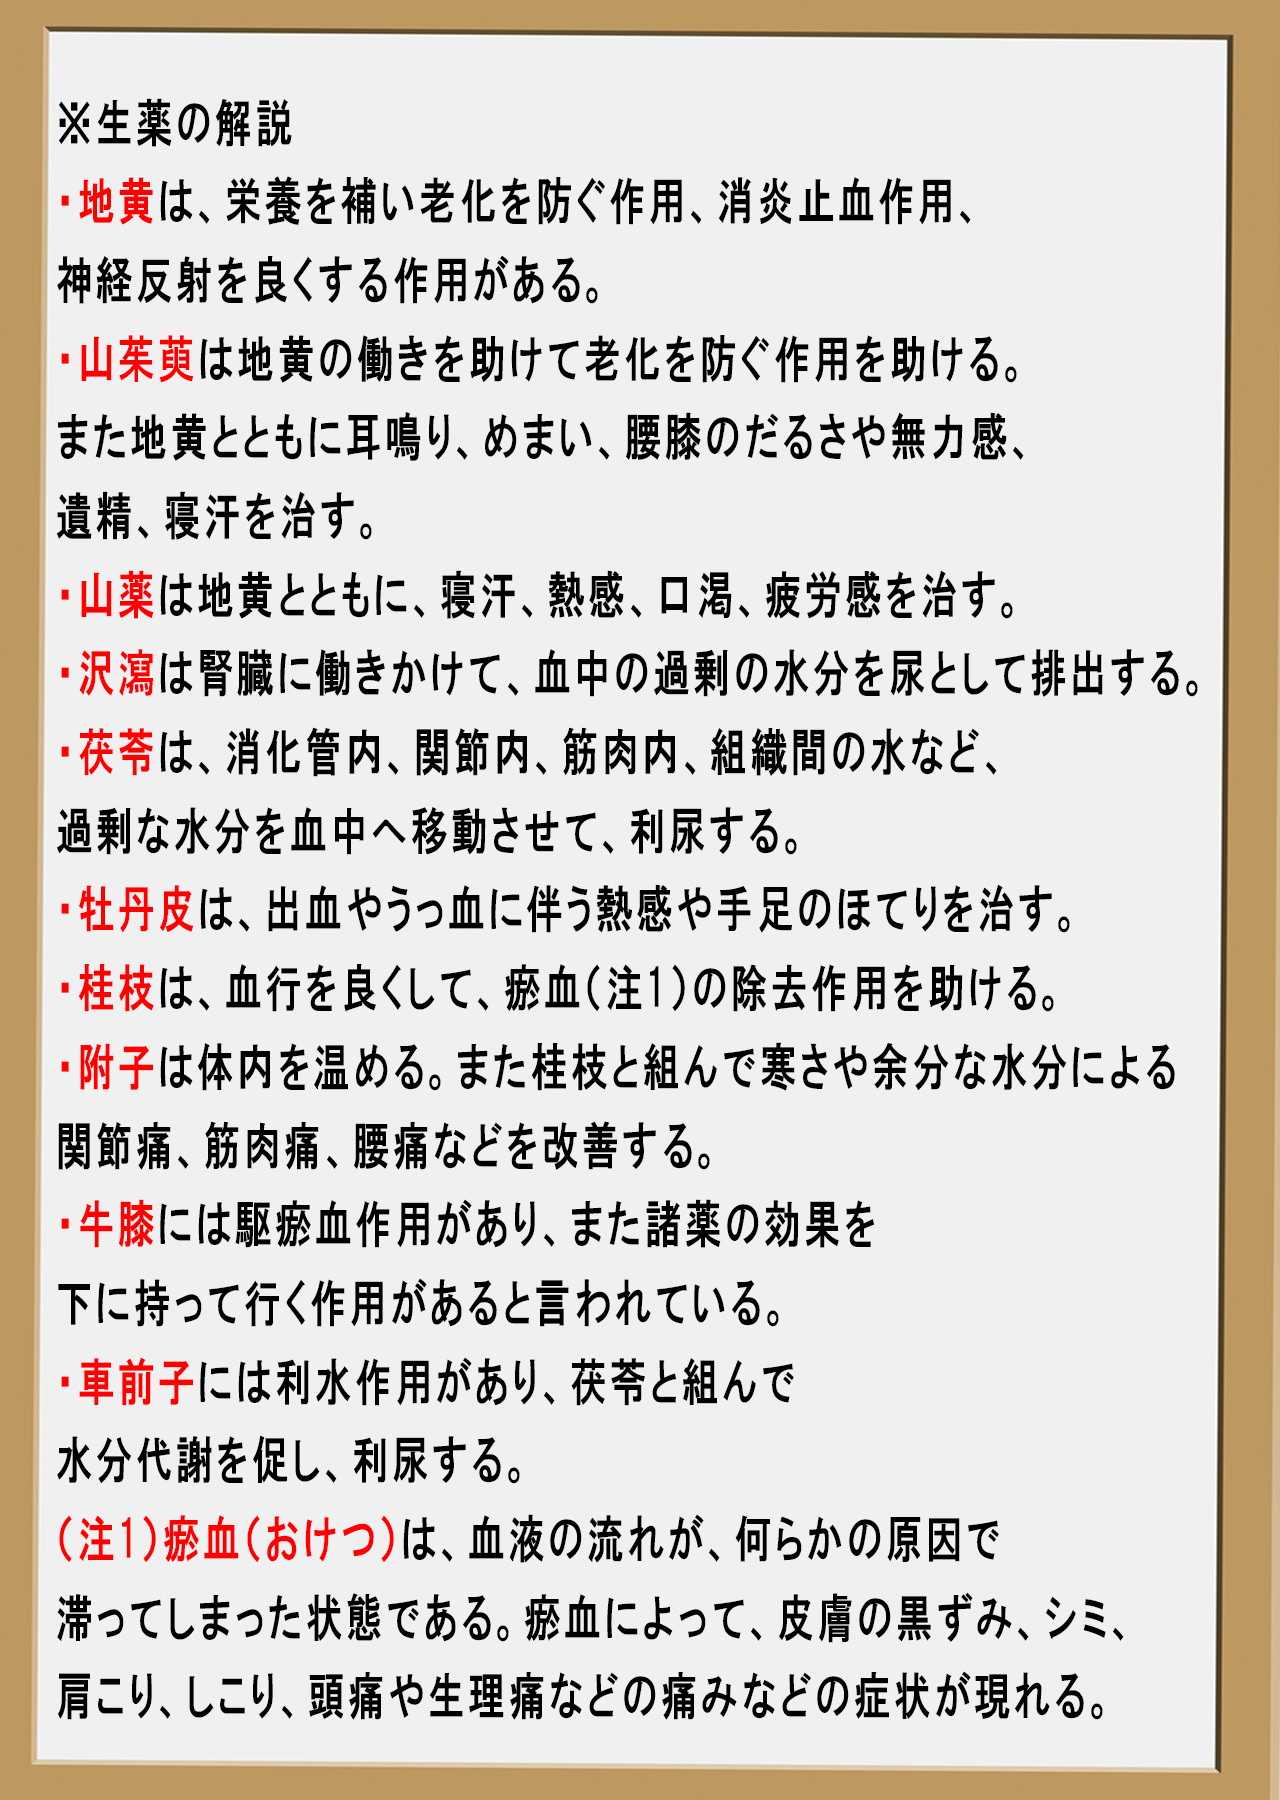 ※生薬の解説
・地黄は、栄養を補い老化を防ぐ作用、消炎止血作用、
神経反射を良くする作用がある。
・山茱萸は地黄の働きを助けて老化を防ぐ作用を助ける。
また地黄とともに耳鳴り、めまい、腰膝のだるさや無力感、
遺精、寝汗を治す。
・山薬は地黄とともに、寝汗、熱感、口渇、疲労感を治す。
・沢瀉は腎臓に働きかけて、血中の過剰の水分を尿として排出する。
・茯苓は、消化管内、関節内、筋肉内、組織間の水など、
過剰な水分を血中へ移動させて、利尿する。
・牡丹皮は、出血やうっ血に伴う熱感や手足のほてりを治す。
・桂枝は、血行を良くして、瘀血（注1）の除去作用を助ける。
・附子は体内を温める。また桂枝と組んで寒さや余分な水分による
関節痛、筋肉痛、腰痛などを改善する。
・牛膝には駆瘀血作用があり、また諸薬の効果を
下に持って行く作用があると言われている。
・車前子には利水作用があり、茯苓と組んで
水分代謝を促し、利尿する。
（注1）瘀血（おけつ）は、血液の流れが、何らかの原因で
滞ってしまった状態である。瘀血によって、皮膚の黒ずみ、シミ、
肩こり、しこり、頭痛や生理痛などの痛みなどの症状が現れる。